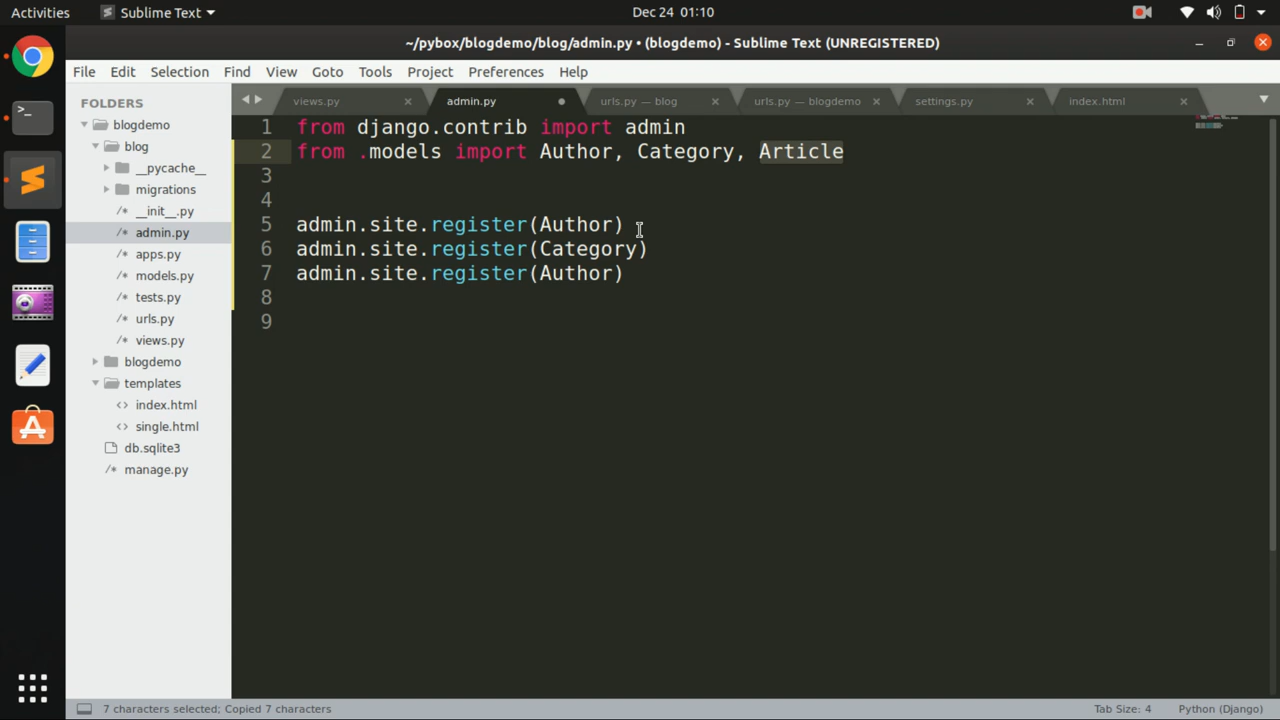 Activities
Sublime Text
Dec 24 01:10
~/pybox/blogdemo/blog/admin.py • (blogdemo) - Sublime Text (UNREGISTERED)
File Edit Selection Find View Goto Tools Project Preferences Help
FOLDERS
blogdemo
blog
__pycache__
migrations
/* __init__.py
/* admin.py
/* apps.py
/* models.py
/* tests.py
/* urls.py
/* views.py
blogdemo
templates
<> index.html
<> single.html
db.sqlite3
/* manage.py
views.py × admin.py urls.py — blog × urls.py — blogdemo × settings.py × index.html ×
1 from django.contrib import admin
2 from .models import Author, Category, Article
3
4
5 admin.site.register(Author)
6 admin.site.register(Category)
7 admin.site.register(Author)
8
9
7 characters selected; Copied 7 characters
Tab Size: 4
Python (Django)